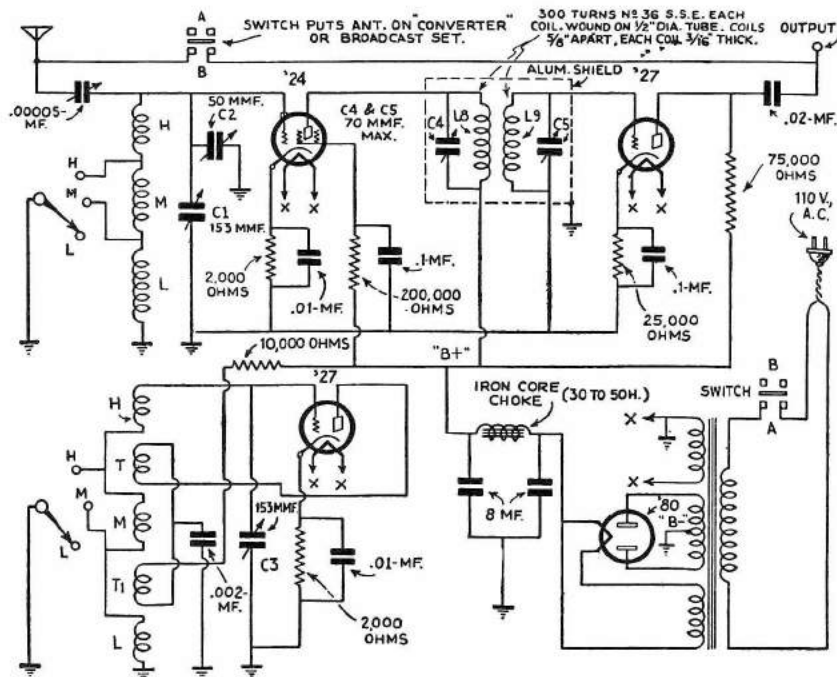 A
SWITCH PUTS ANT. ON "CONVERTER"
OR BROADCAST SET.
B
300 TURNS No 36 S.S.E. EACH
COIL. WOUND ON 1/2" DIA. TUBE. COILS
5/8" APART, EACH COIL 3/16" THICK.
OUTPUT
ALUM. SHIELD
'24
'27
.00005-
MF.
50 MMF.
C2
C4 & C5
70 MMF.
MAX.
C4
L8
L9
C5
.02-MF.
H
H
M
M
L
L
C1
153 MMF.
X X
X X
75,000
OHMS
110 V.,
A.C.
2,000
OHMS
.01-MF.
.1-MF.
200,000
OHMS
.1-MF.
25,000
OHMS
10,000 OHMS
"B+"
'27
H
H
T
M
M
L
T1
L
X X
153 MMF.
C3
.002-
MF.
.01-MF.
2,000
OHMS
IRON CORE
CHOKE
(30 TO 50H.)
8 MF.
X
X
SWITCH
B
A
'80
"B-"